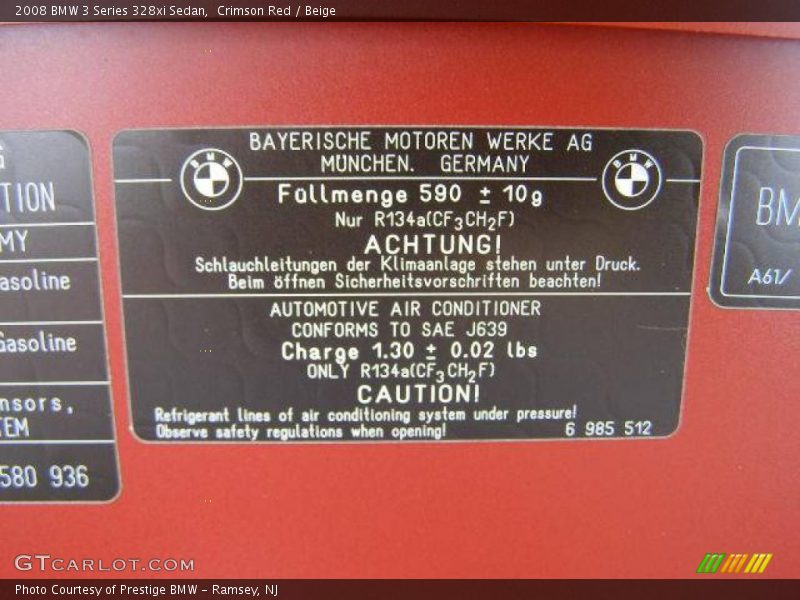 2008 BMW 3 Series 328xi Sedan,  Crimson Red / Beige
BAYERISCHE MOTOREN WERKE AG
MÜNCHEN.  GERMANY
BMW
BMW
Füllmenge 590 ± 10g
Nur R134a(CF3CH2F)
ACHTUNG!
Schlauchleitungen der Klimaanlage stehen unter Druck.
Beim öffnen Sicherheitsvorschriften beachten!
AUTOMOTIVE AIR CONDITIONER
CONFORMS TO SAE J639
Charge 1.30 ± 0.02 lbs
ONLY R134a(CF3CH2F)
CAUTION!
Refrigerant lines of air conditioning system under pressure!
Observe safety regulations when opening!
6 985 512
G
TION
MY
asoline
Gasoline
nsors,
TEM
580 936
BM
A61/
GTCARLOT.COM
Photo Courtesy of Prestige BMW - Ramsey, NJ